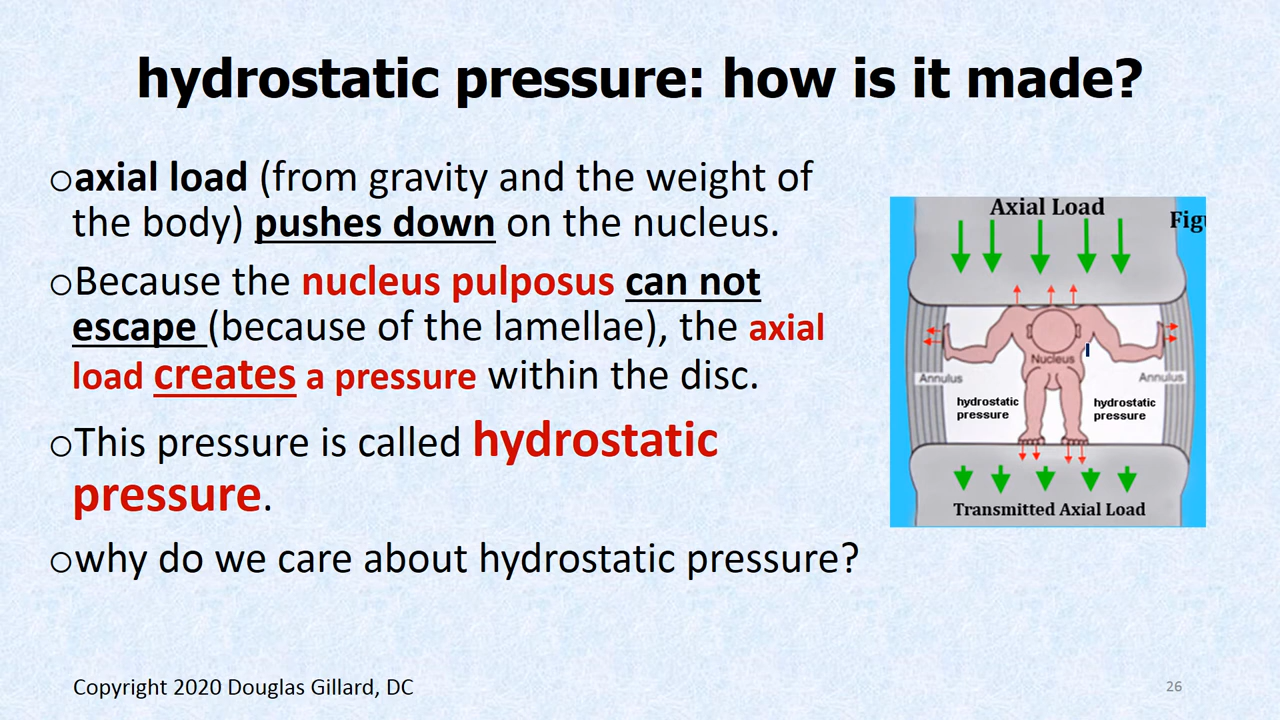 hydrostatic pressure: how is it made?
oaxial load (from gravity and the weight of
the body) pushes down on the nucleus.
oBecause the nucleus pulposus can not
escape (because of the lamellae), the axial
load creates a pressure within the disc.
oThis pressure is called hydrostatic
pressure.
owhy do we care about hydrostatic pressure?
Axial Load
Nucleus
Annulus
Annulus
hydrostatic
pressure
hydrostatic
pressure
Transmitted Axial Load
Copyright 2020 Douglas Gillard, DC
26